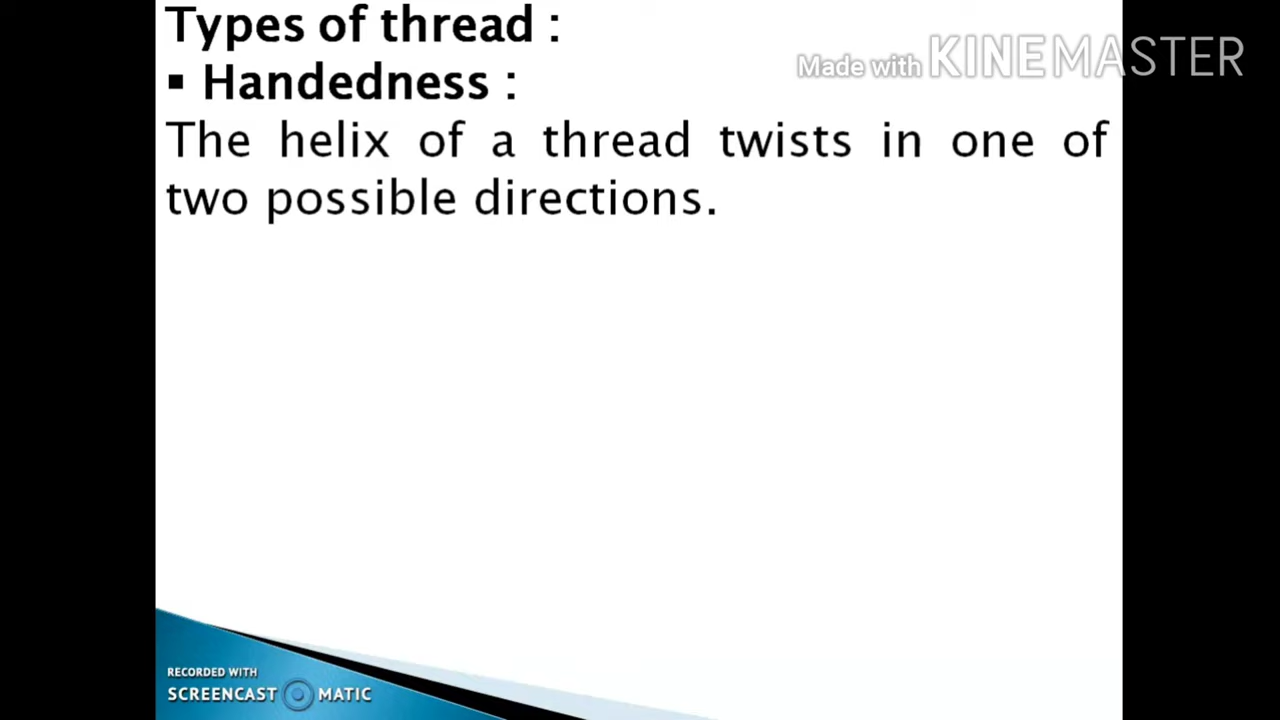 Types of thread :
▪ Handedness :
The helix of a thread twists in one of
two possible directions.
Made with KINEMASTER
RECORDED WITH
SCREENCAST MATIC